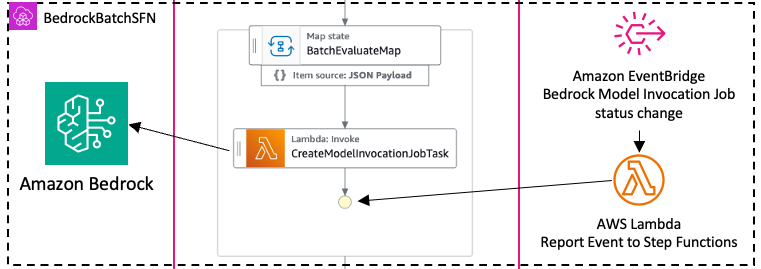 BedrockBatchSFN
Amazon Bedrock
Map state
BatchEvaluateMap
{} Item source: JSON Payload
Lambda: Invoke
CreateModelInvocationJobTask
Amazon EventBridge
Bedrock Model Invocation Job
status change
AWS Lambda
Report Event to Step Functions